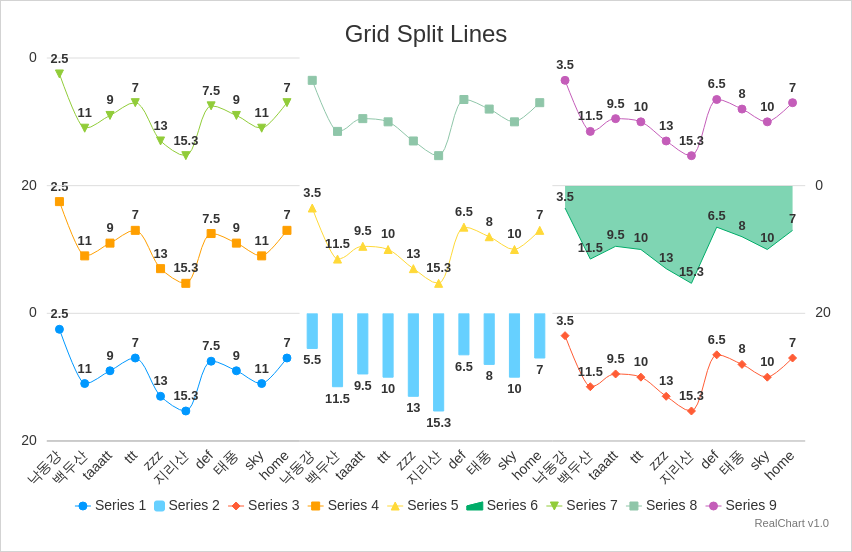 Grid Split Lines
0
2.5 11 9 7 13 15.3 7.5 9 11 7
3.5 11.5 9.5 10 13 15.3 6.5 8 10 7
20
0
2.5 11 9 7 13 15.3 7.5 9 11 7
3.5 11.5 9.5 10 13 15.3 6.5 8 10 7
3.5 11.5 9.5 10 13 15.3 6.5 8 10 7
0
20
2.5 11 9 7 13 15.3 7.5 9 11 7
5.5 11.5 9.5 10 13 15.3 6.5 8 10 7
3.5 11.5 9.5 10 13 15.3 6.5 8 10 7
20
낙동강 백두산 taaatt ttt zzz 지리산 def 태풍 sky home
낙동강 백두산 taaatt ttt zzz 지리산 def 태풍 sky home
낙동강 백두산 taaatt ttt zzz 지리산 def 태풍 sky home
Series 1 Series 2 Series 3 Series 4 Series 5 Series 6 Series 7 Series 8 Series 9
RealChart v1.0